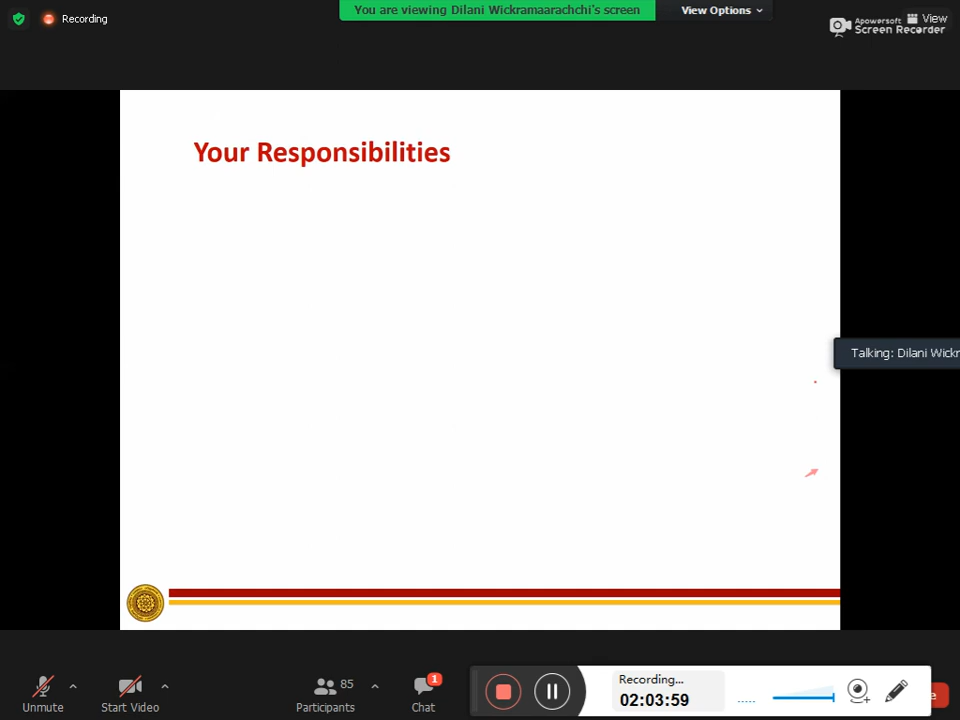 Recording
You are viewing Dilani Wickramaarachchi's screen
View Options
Apowersoft
Screen Recorder
View
Your Responsibilities
Talking: Dilani Wickr
Unmute
Start Video
Participants
85
Chat
1
Recording...
02:03:59
e